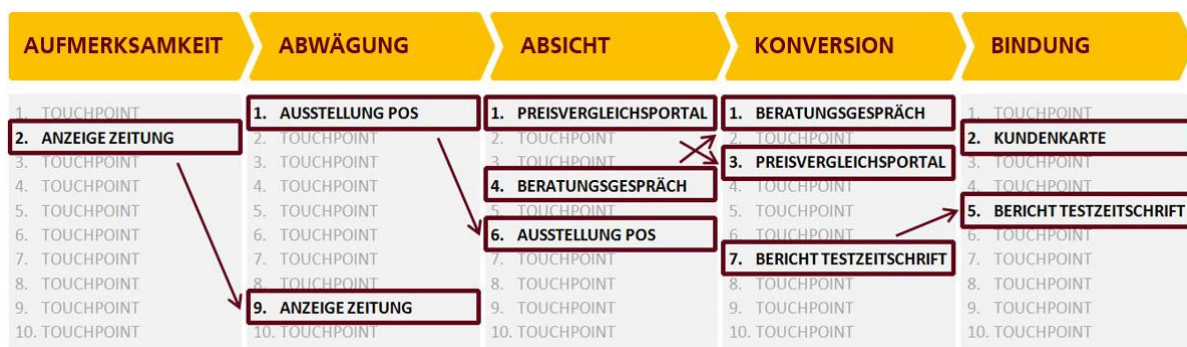 AUFMERKSAMKEIT
1. TOUCHPOINT
2. ANZEIGE ZEITUNG
3. TOUCHPOINT
4. TOUCHPOINT
5. TOUCHPOINT
6. TOUCHPOINT
7. TOUCHPOINT
8. TOUCHPOINT
9. TOUCHPOINT
10. TOUCHPOINT
ABWÄGUNG
1. AUSSTELLUNG POS
2. TOUCHPOINT
3. TOUCHPOINT
4. TOUCHPOINT
5. TOUCHPOINT
6. TOUCHPOINT
7. TOUCHPOINT
8. TOUCHPOINT
9. ANZEIGE ZEITUNG
10. TOUCHPOINT
ABSICHT
1. PREISVERGLEICHSPORTAL
2. TOUCHPOINT
3. TOUCHPOINT
4. BERATUNGSGESPRÄCH
5. TOUCHPOINT
6. AUSSTELLUNG POS
7. TOUCHPOINT
8. TOUCHPOINT
9. TOUCHPOINT
10. TOUCHPOINT
KONVERSION
1. BERATUNGSGESPRÄCH
2. TOUCHPOINT
3. PREISVERGLEICHSPORTAL
4. TOUCHPOINT
5. TOUCHPOINT
6. TOUCHPOINT
7. BERICHT TESTZEITSCHRIFT
8. TOUCHPOINT
9. TOUCHPOINT
10. TOUCHPOINT
BINDUNG
1. TOUCHPOINT
2. KUNDENKARTE
3. TOUCHPOINT
4. TOUCHPOINT
5. BERICHT TESTZEITSCHRIFT
6. TOUCHPOINT
7. TOUCHPOINT
8. TOUCHPOINT
9. TOUCHPOINT
10. TOUCHPOINT